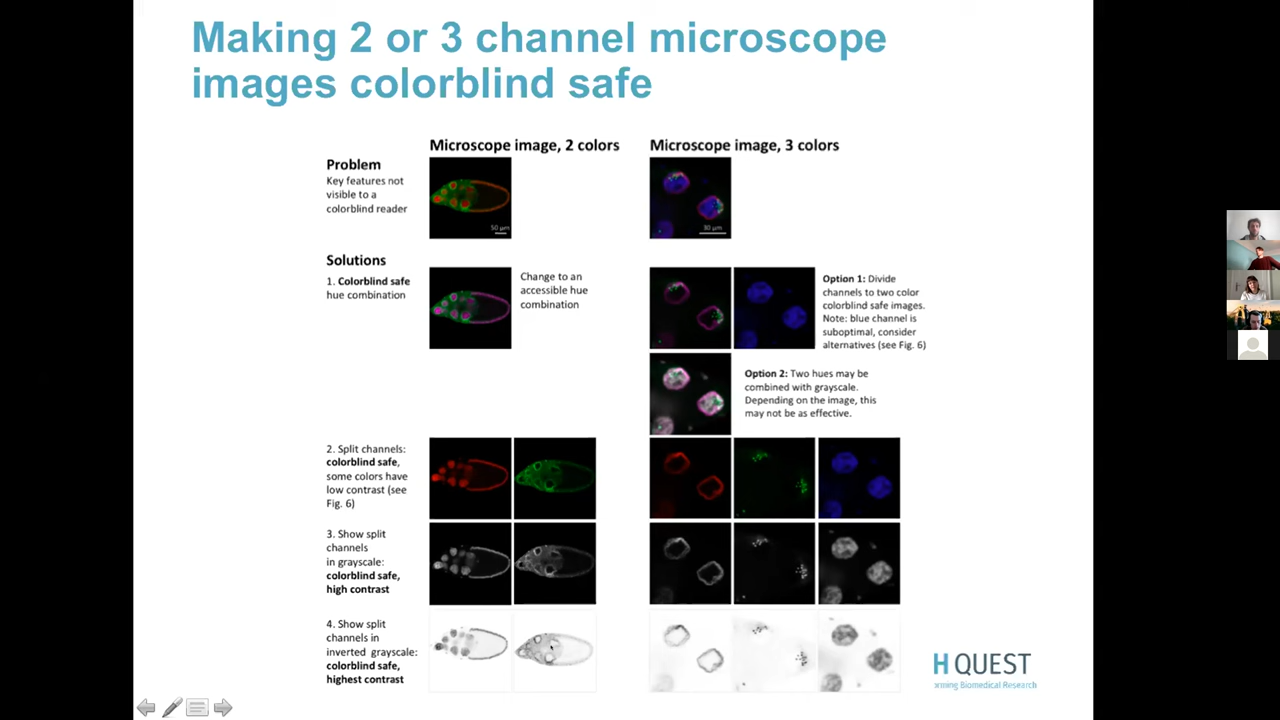 Making 2 or 3 channel microscope
images colorblind safe
Microscope image, 2 colors
Microscope image, 3 colors
Problem
Key features not
visible to a
colorblind reader
50 µm
30 µm
Solutions
1. Colorblind safe
hue combination
Change to an
accessible hue
combination
Option 1: Divide
channels to two color
colorblind safe images.
Note: blue channel is
suboptimal, consider
alternatives (see Fig. 6)
Option 2: Two hues may be
combined with grayscale.
Depending on the image, this
may not be as effective.
2. Split channels:
colorblind safe,
some colors have
low contrast (see
Fig. 6)
3. Show split
channels
in grayscale:
colorblind safe,
high contrast
4. Show split
channels in
inverted grayscale:
colorblind safe,
highest contrast
H QUEST
Biomedical Research